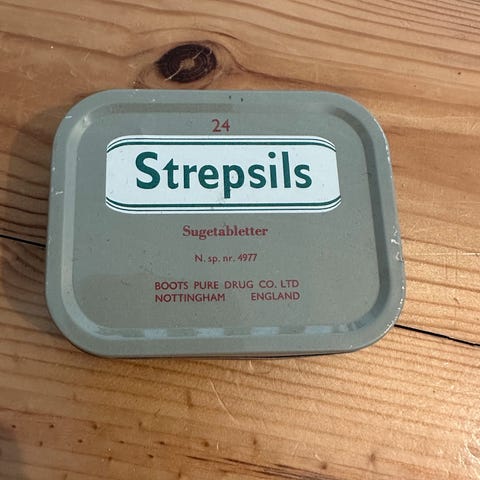 24
Strepsils
Sugetabletter
N. sp. nr. 4977
BOOTS PURE DRUG CO. LTD
NOTTINGHAM ENGLAND